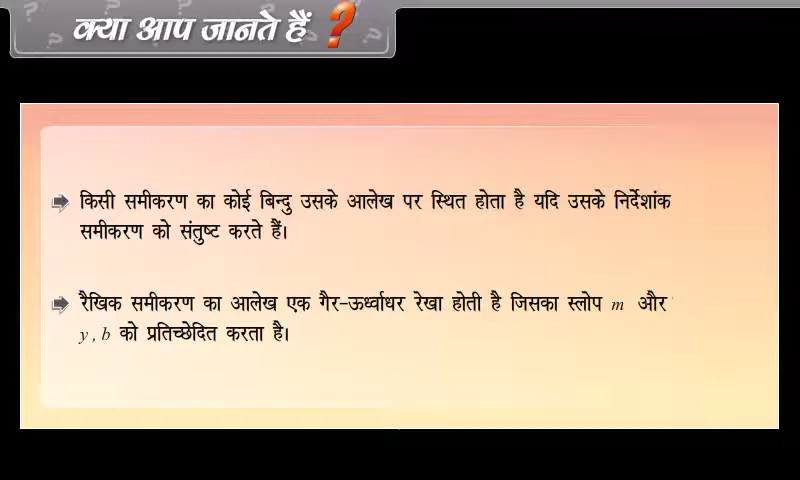 क्या आप जानते हैं ?
किसी समीकरण का कोई बिन्दु उसके आलेख पर स्थित होता है यदि उसके निर्देशांक
समीकरण को संतुष्ट करते हैं।
रैखिक समीकरण का आलेख एक गैर-ऊर्ध्वाधर रेखा होती है जिसका स्लोप m और
y , b को प्रतिच्छेदित करता है।